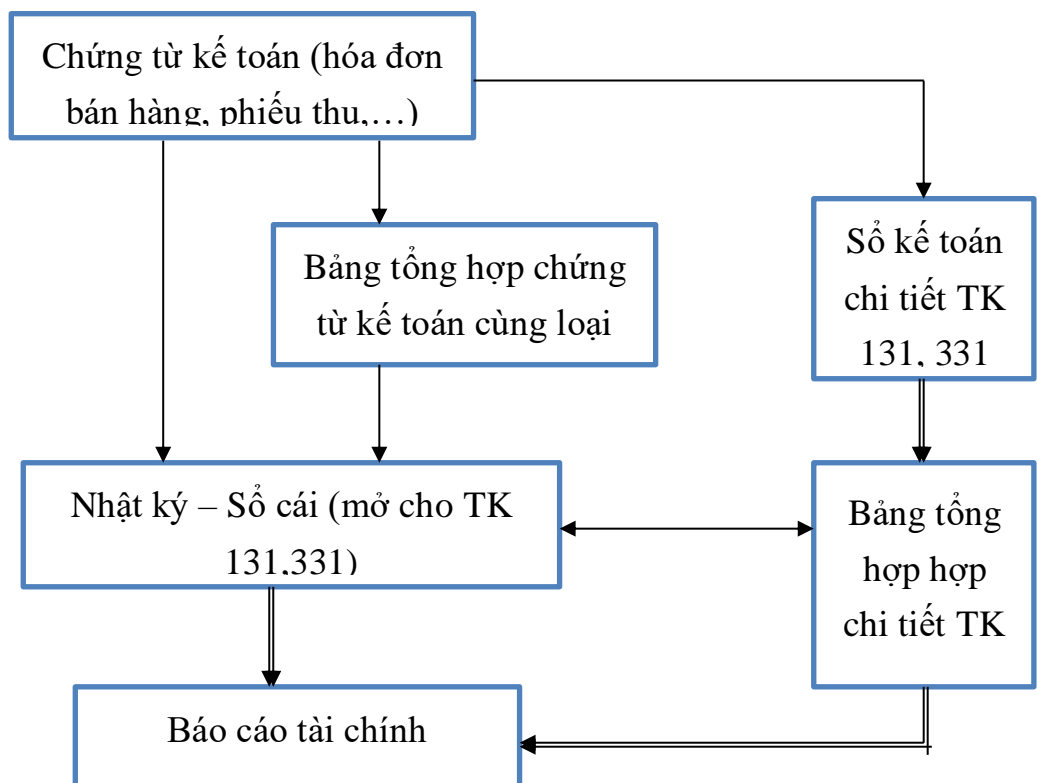 Chứng từ kế toán (hóa đơn
bán hàng, phiếu thu,…)
Bảng tổng hợp chứng
từ kế toán cùng loại
Sổ kế toán
chi tiết TK
131, 331
Nhật ký – Sổ cái (mở cho TK
131,331)
Bảng tổng
hợp hợp
chi tiết TK
Báo cáo tài chính